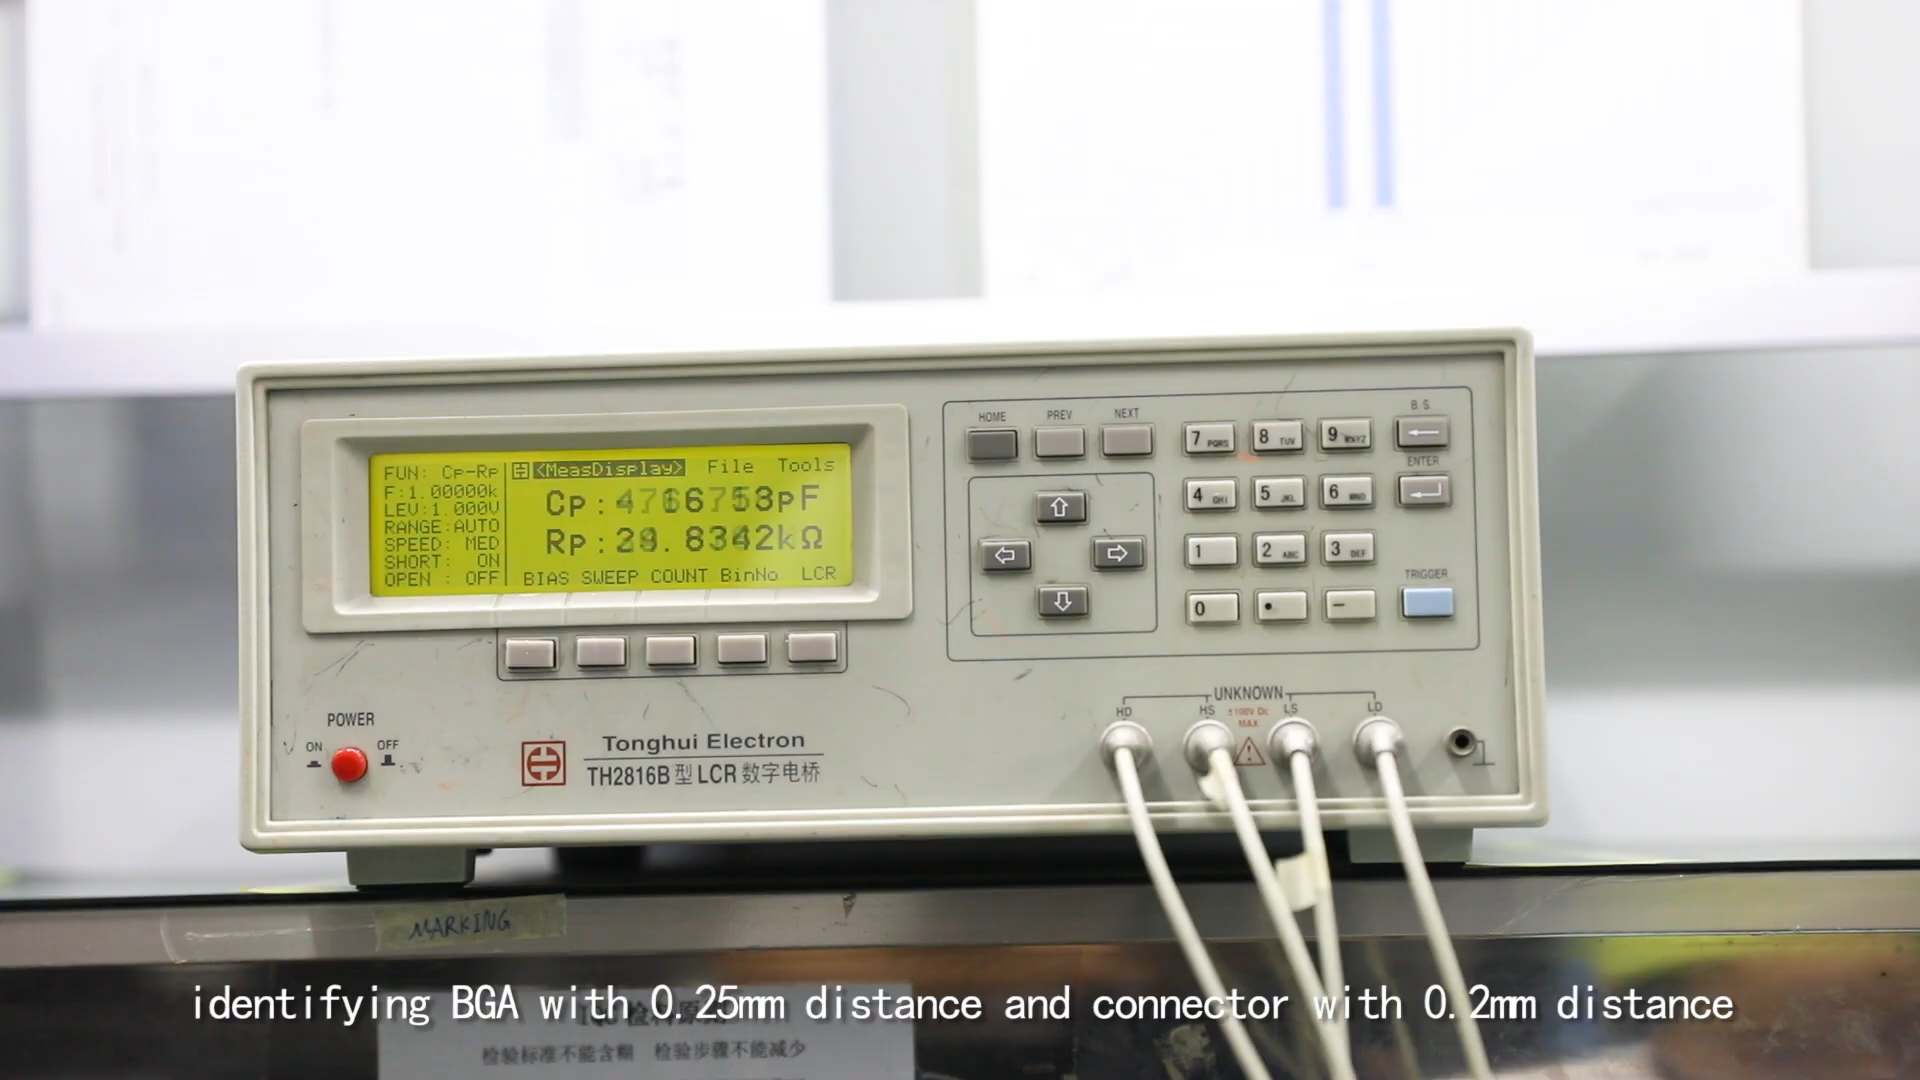 FUN: Cp-Rp
F:1.00000k
LEV:1.000V
RANGE:AUTO
SPEED: MED
SHORT: ON
OPEN : OFF
<MeasDisplay> File Tools
Cp:
Rp:
BIAS SWEEP COUNT BinNo LCR
HOME PREV NEXT
7 PQRS 8 TUV 9 WXYZ
B.S.
ENTER
4 GHI 5 JKL 6 MNO
1 2 ABC 3 DEF
TRIGGER
0 • −
POWER
ON OFF
Tonghui Electron
TH2816B型LCR数字电桥
UNKNOWN
HD HS LS LD
±100V DC
MAX
MARKING
identifying BGA with 0.25mm distance and connector with 0.2mm distance
检验标准不能含糊 检验步骤不能减少